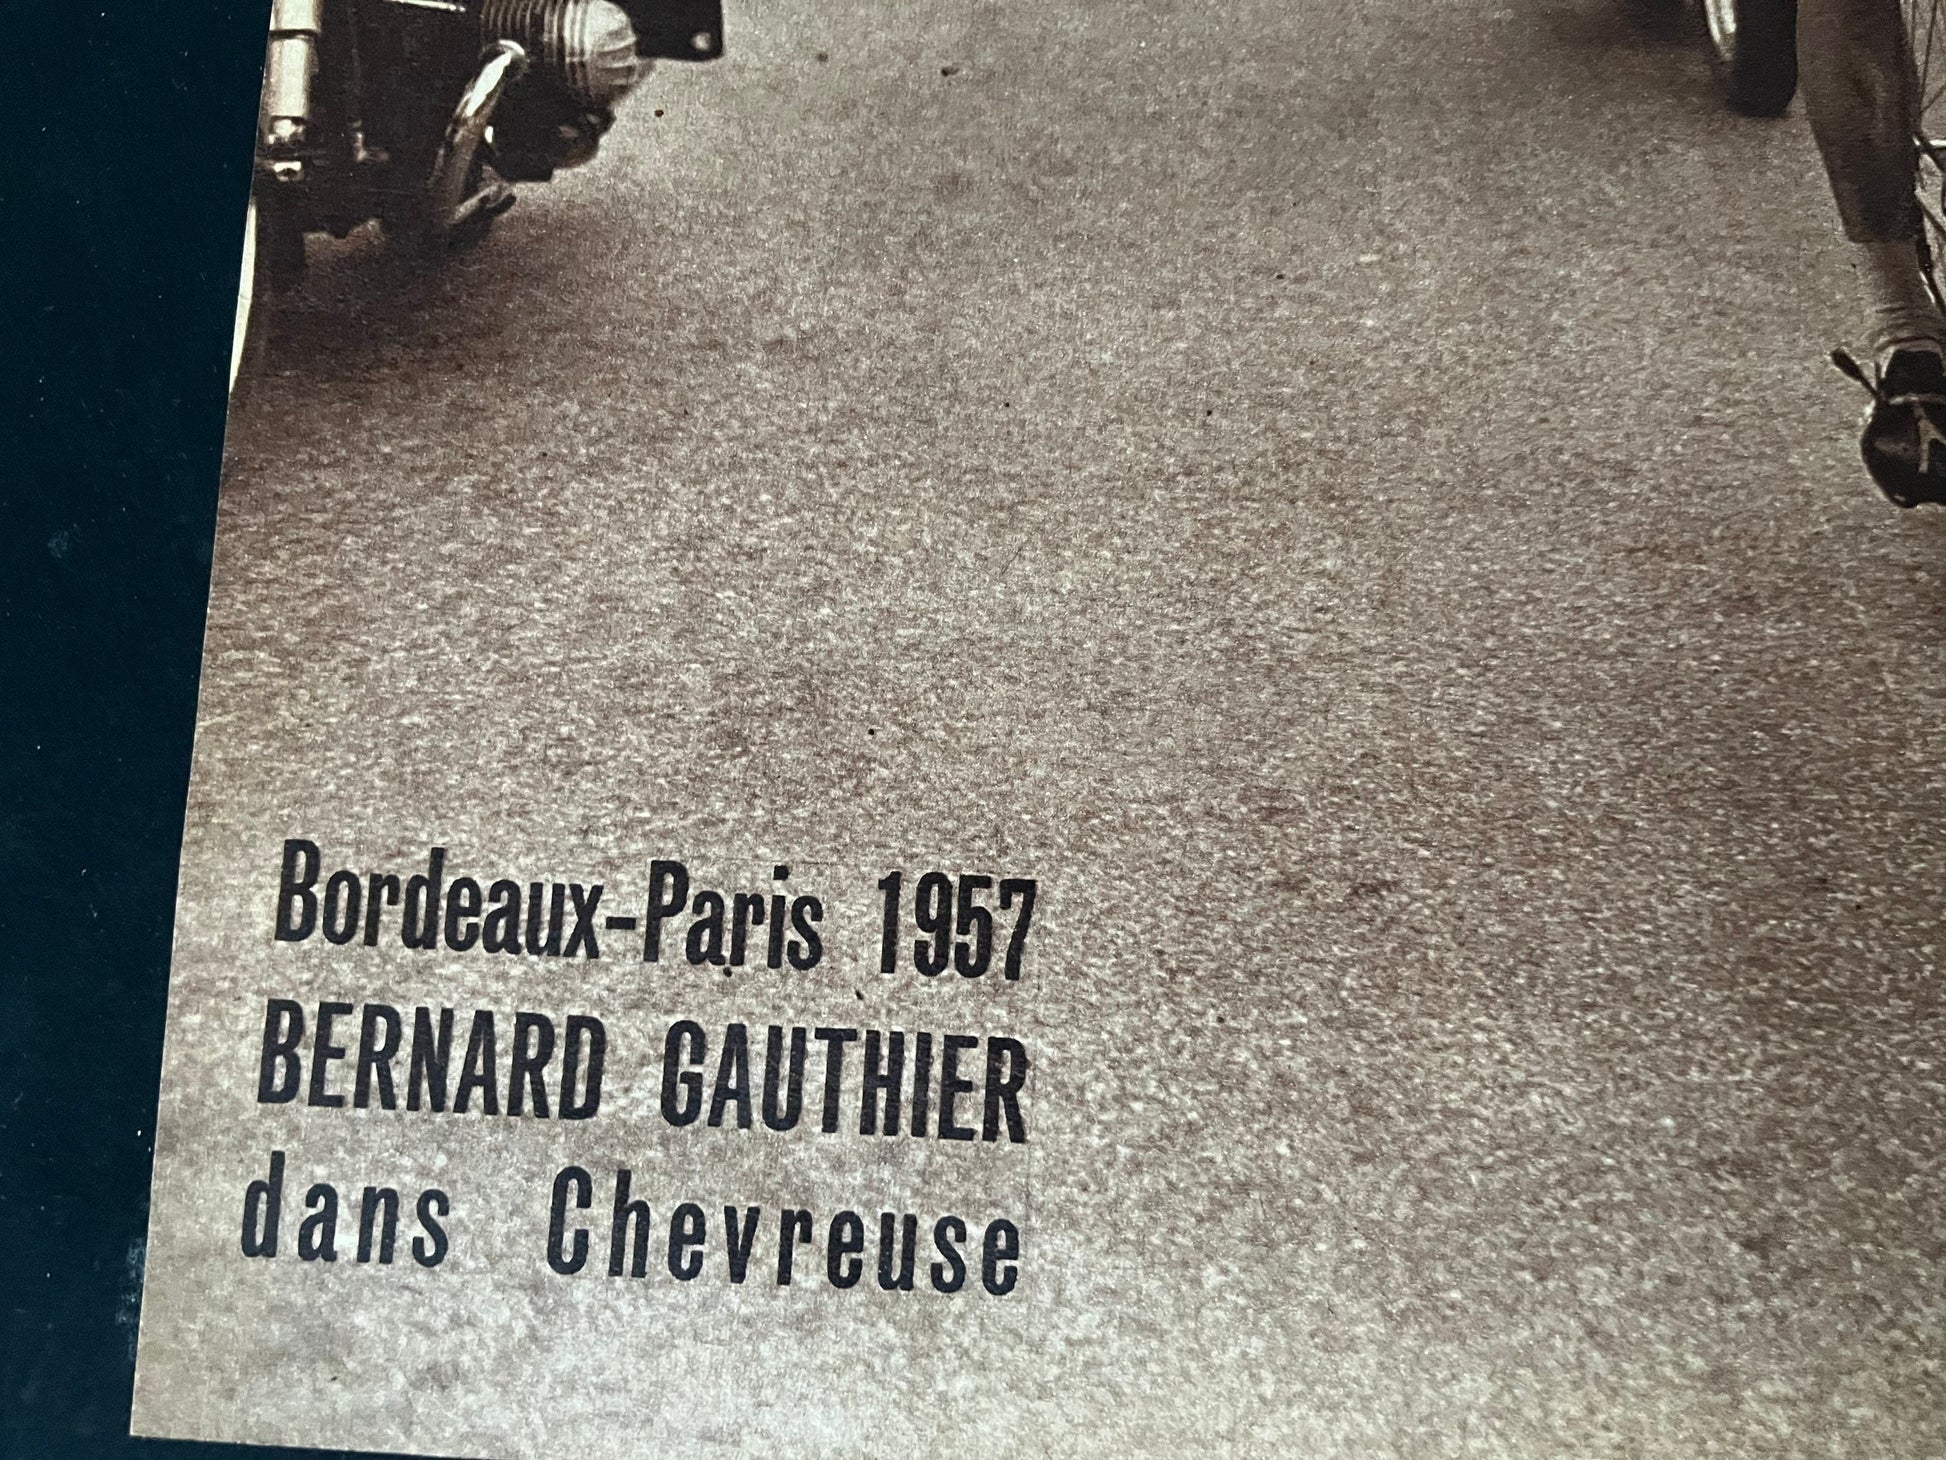 Bordeaux-Paris 1957
BERNARD GAUTHIER
dans Chevreuse